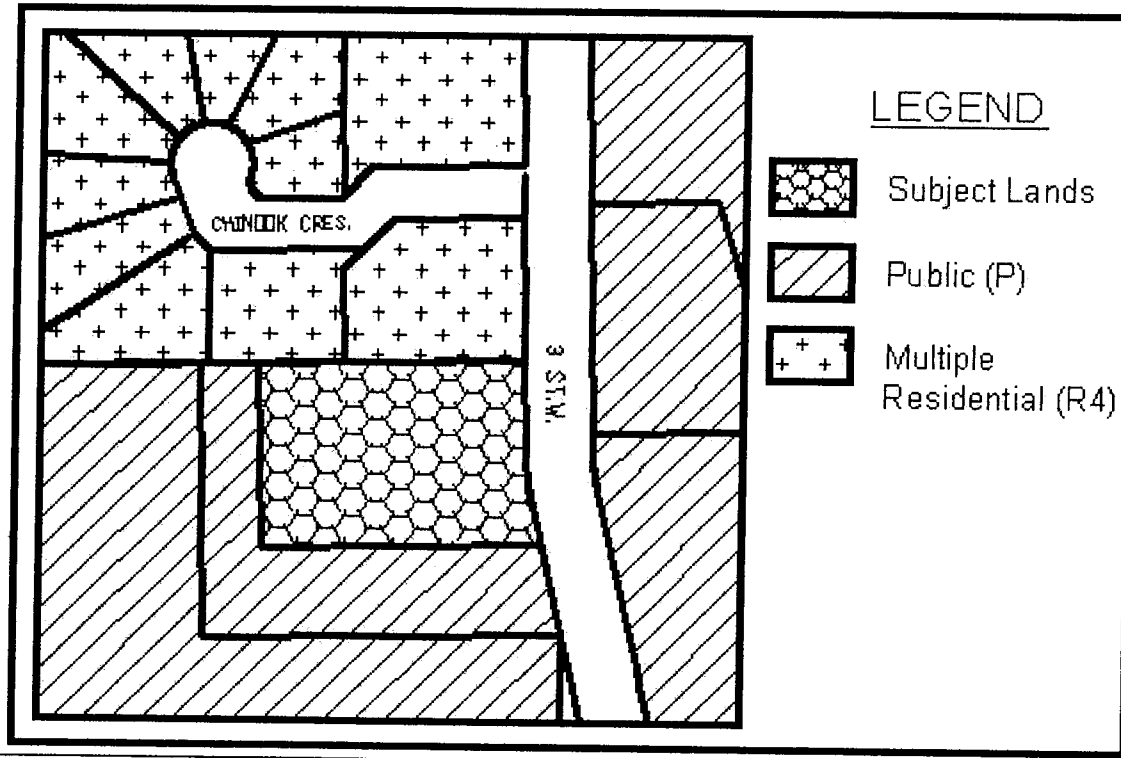 LEGEND
Subject Lands
Public (P)
Multiple
Residential (R4)
CHINOOK CRES.
3 ST.W.